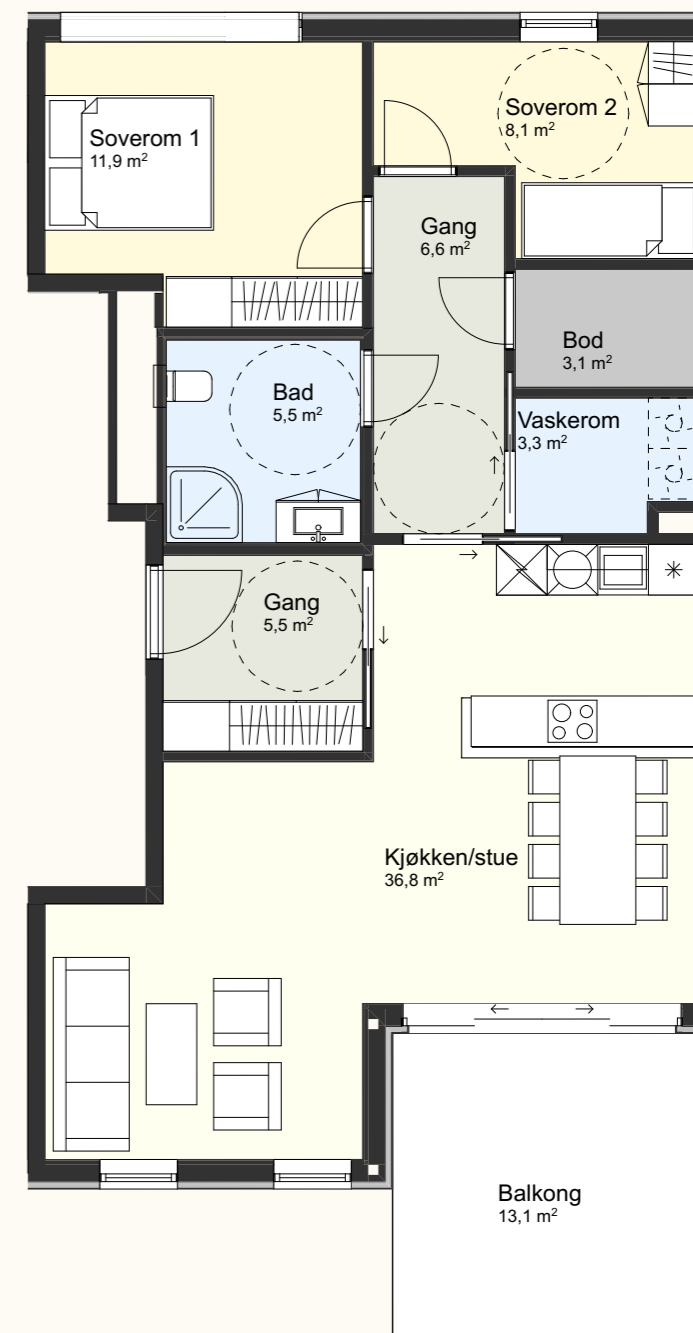 Soverom 1
11,9 m²
Soverom 2
8,1 m²
Gang
6,6 m²
Bod
3,1 m²
Bad
5,5 m²
Vaskerom
3,3 m²
Gang
5,5 m²
Kjøkken/stue
36,8 m²
Balkong
13,1 m²